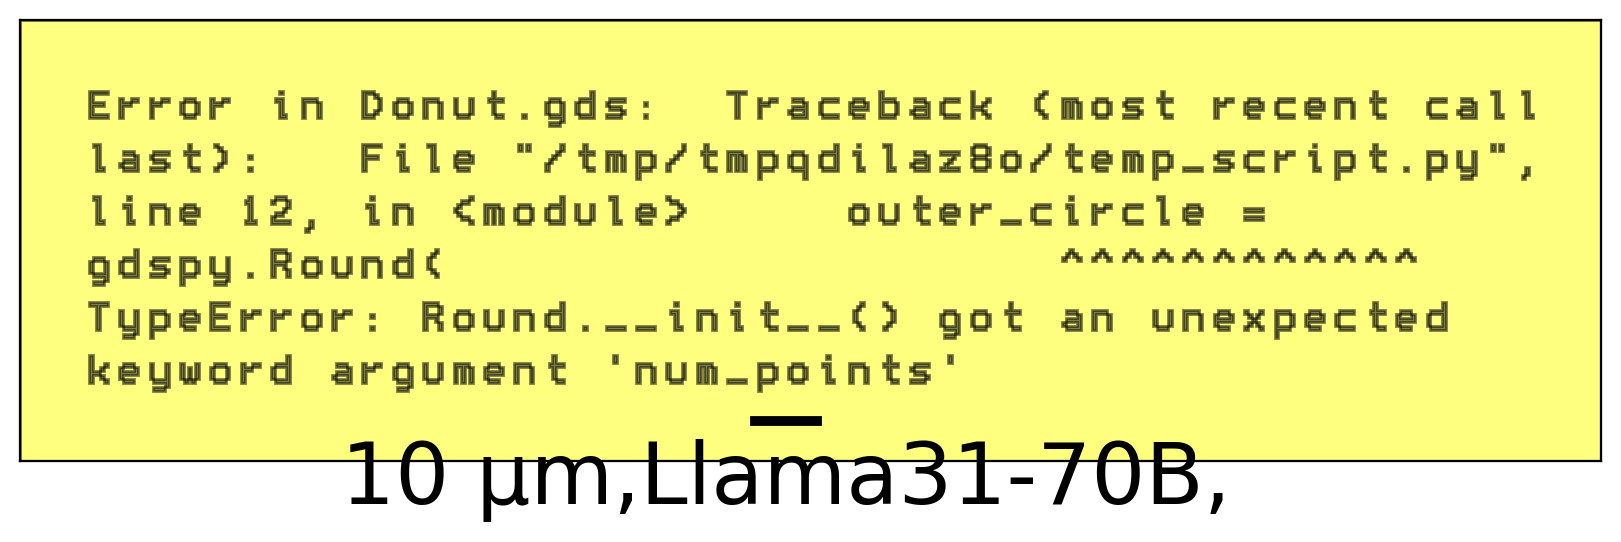 Error in Donut.gds:  Traceback (most recent call
last):   File "/tmp/tmpqdilaz8o/temp_script.py",
line 12, in <module>     outer_circle =
gdspy.Round(                    ^^^^^^^^^^^^
TypeError: Round.__init__() got an unexpected
keyword argument 'num_points'
10 μm,Llama31-70B,